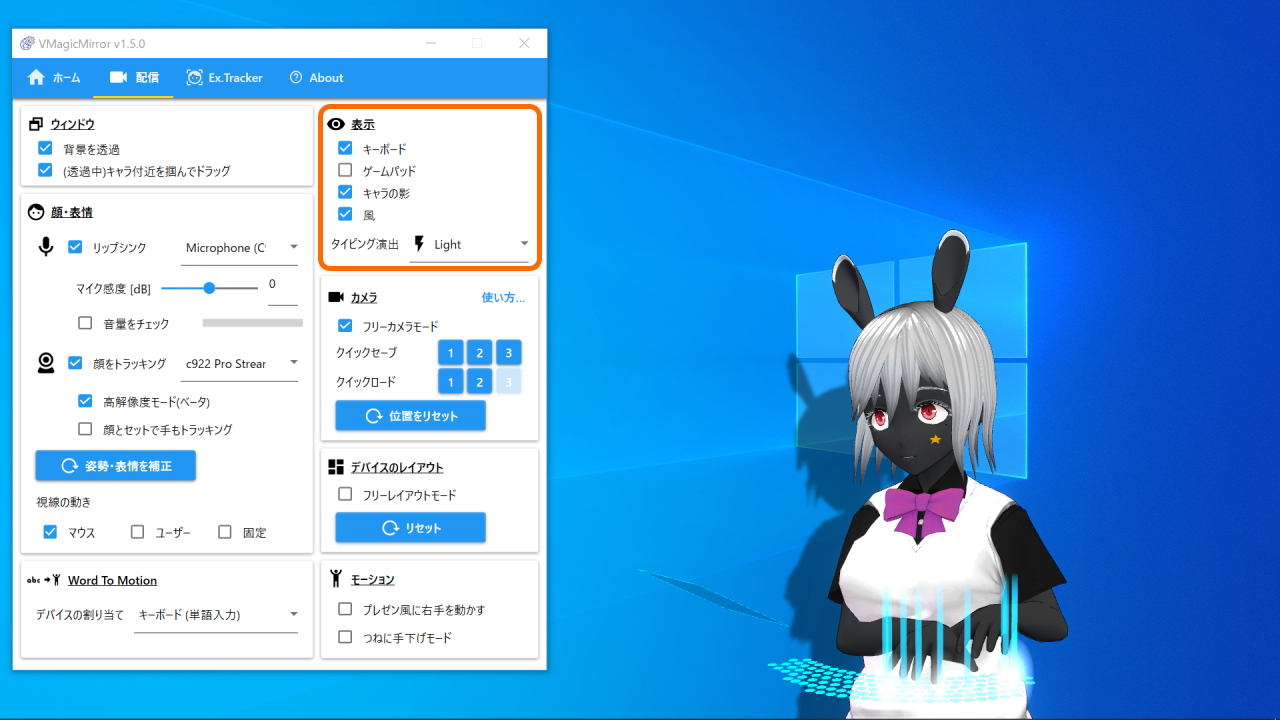 VMagicMirror v1.5.0
ホーム
配信
Ex.Tracker
About
ウィンドウ
背景を透過
(透過中)キャラ付近を掴んでドラッグ
顔・表情
リップシンク
Microphone (C
マイク感度 [dB]
0
音量をチェック
顔をトラッキング
c922 Pro Strear
高解像度モード(ベータ)
顔とセットで手もトラッキング
姿勢・表情を補正
視線の動き
マウス
ユーザー
固定
abc
Word To Motion
デバイスの割り当て
キーボード (単語入力)
表示
キーボード
ゲームパッド
キャラの影
風
タイピング演出
Light
カメラ
使い方...
フリーカメラモード
クイックセーブ
1 2 3
クイックロード
1 2 3
位置をリセット
デバイスのレイアウト
フリーレイアウトモード
リセット
モーション
プレゼン風に右手を動かす
つねに手下げモード